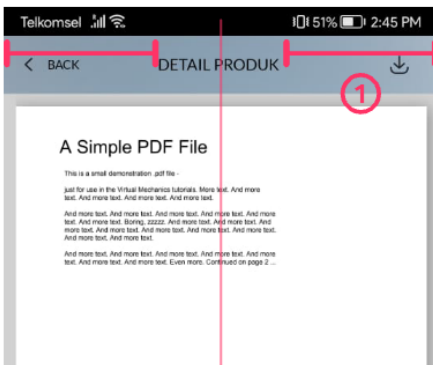 Telkomsel 51% 2:45 PM
BACK DETAIL PRODUK
1
A Simple PDF File
This is a small demonstration .pdf file -
just for use in the Virtual Mechanics tutorials. More text. And more
text. And more text. And more text. And more text.
And more text. And more text. And more text. And more text. And more
text. And more text. Boring, zzzzz. And more text. And more text. And
more text. And more text. And more text. And more text. And more text.
And more text. And more text.
And more text. And more text. And more text. And more text. And more
text. And more text. And more text. Even more. Continued on page 2 ...